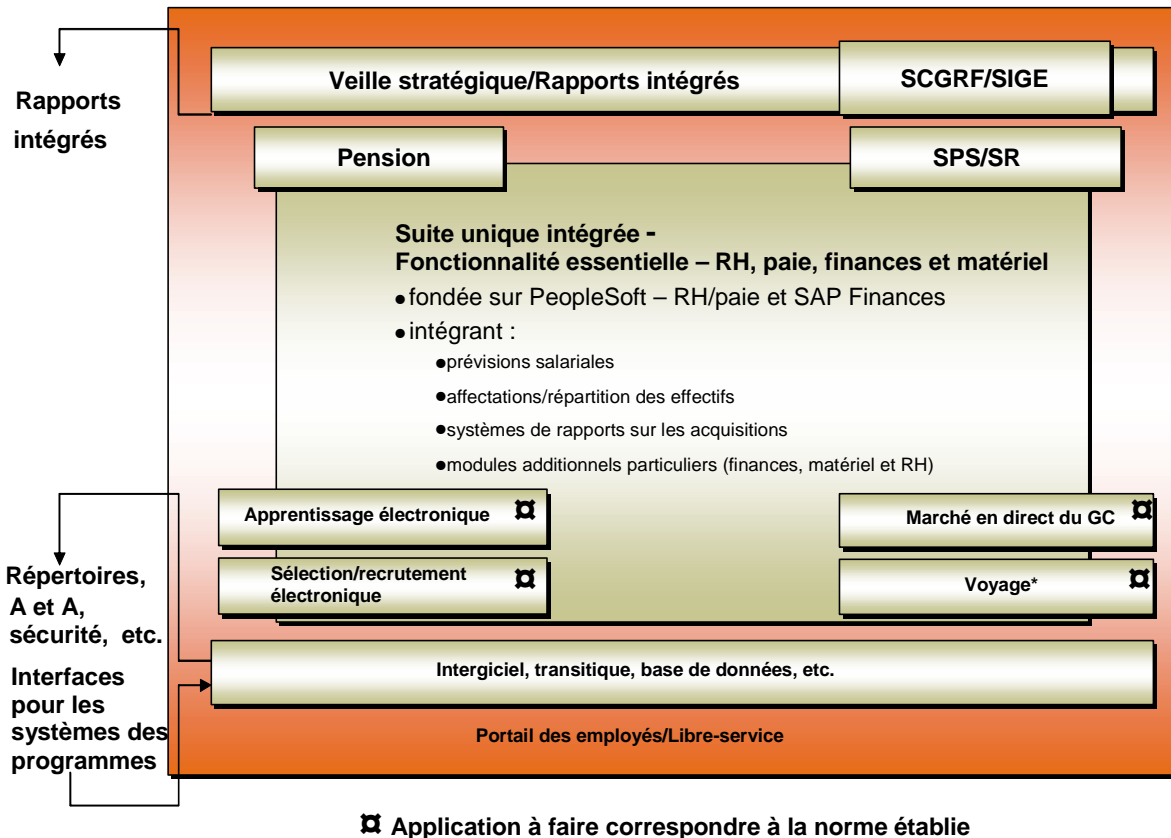 Rapports
intégrés
Veille stratégique/Rapports intégrés
SCGRF/SIGE
Pension
SPS/SR
Suite unique intégrée -
Fonctionnalité essentielle – RH, paie, finances et matériel
● fondée sur PeopleSoft – RH/paie et SAP Finances
● intégrant :
● prévisions salariales
● affectations/répartition des effectifs
● systèmes de rapports sur les acquisitions
● modules additionnels particuliers (finances, matériel et RH)
Apprentissage électronique ¤
Marché en direct du GC ¤
Sélection/recrutement ¤
électronique
Voyage* ¤
Répertoires,
A et A,
sécurité, etc.
Interfaces
pour les
systèmes des
programmes
Intergiciel, transitique, base de données, etc.
Portail des employés/Libre-service
¤ Application à faire correspondre à la norme établie